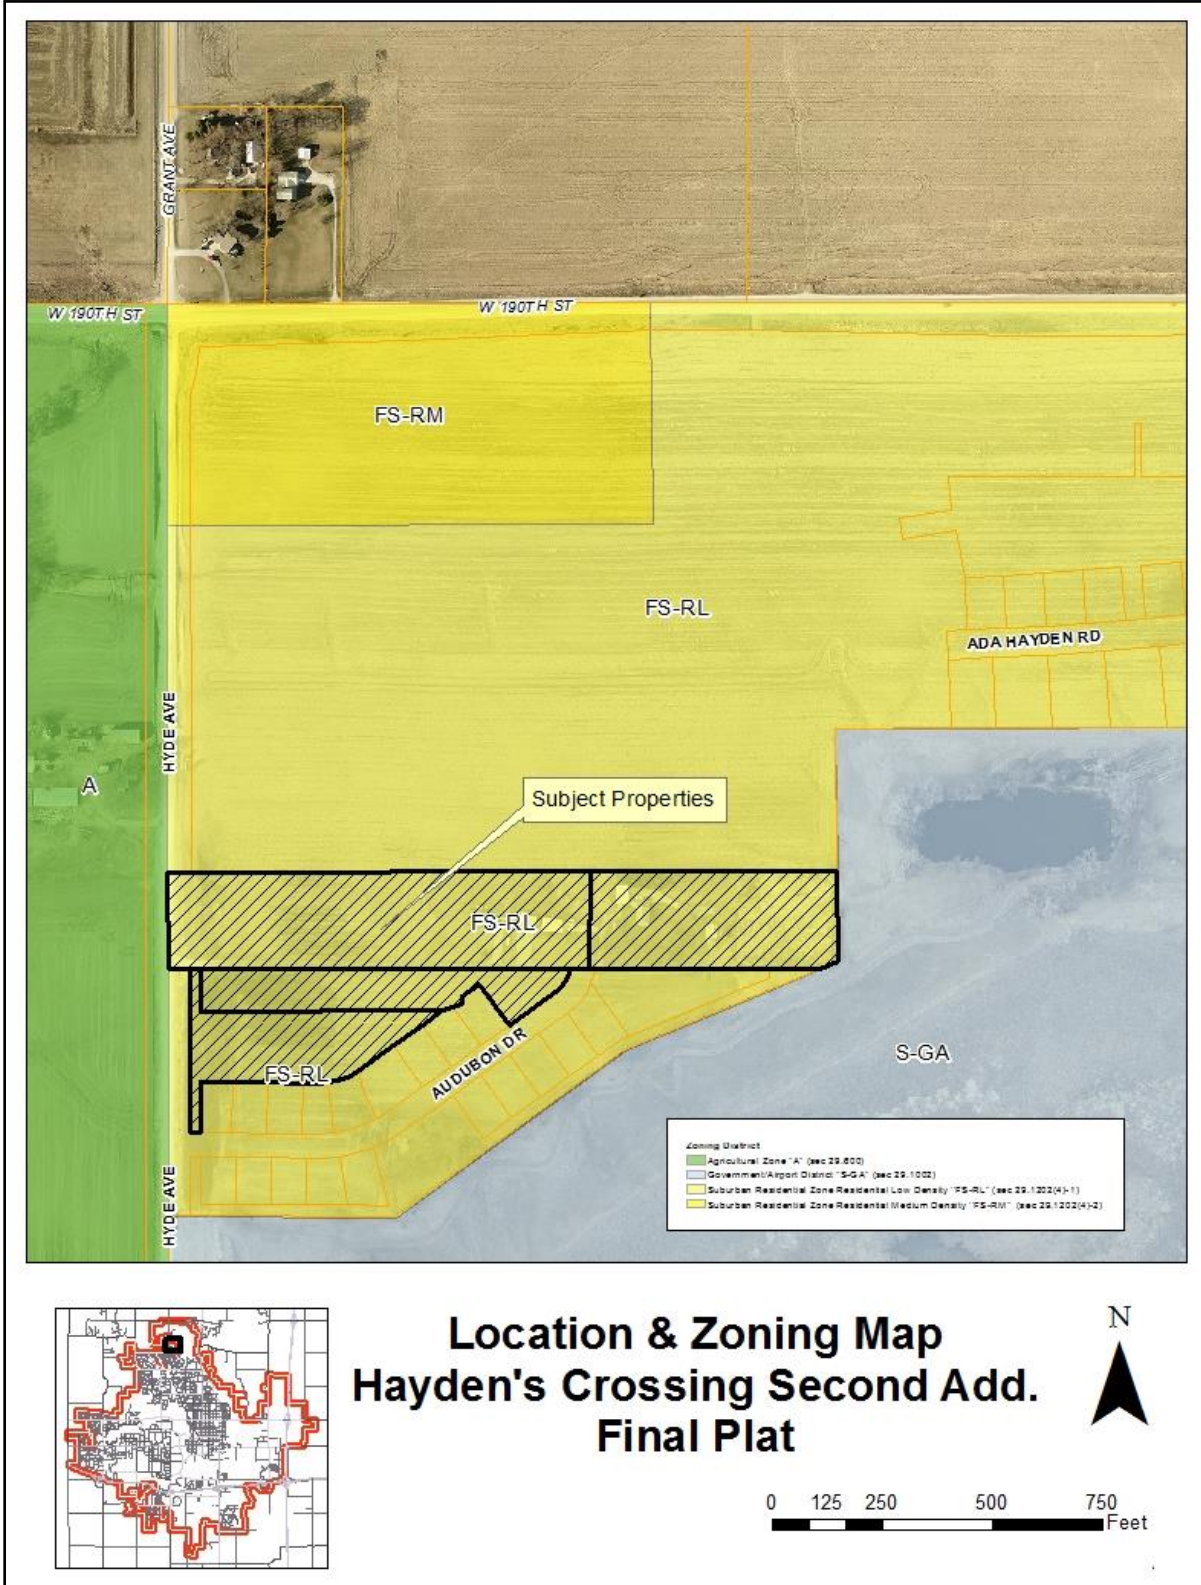 GRANT AVE
W 190TH ST
W 190TH ST
FS-RM
FS-RL
ADA HAYDEN RD
HYDE AVE
A
Subject Properties
FS-RL
S-GA
AUDUBON DR
FS-RL
HYDE AVE
Zoning District
Agricultural Zone "A" (sec 29.600)
Government/Airport District "S-GA" (sec 29.1002)
Suburban Residential Zone Residential Low Density "FS-RL" (sec 29.1202(4)-1)
Suburban Residential Zone Residential Medium Density "FS-RM" (sec 29.1202(4)-2)
Location & Zoning Map
Hayden's Crossing Second Add.
Final Plat
N
0 125 250 500 750
Feet